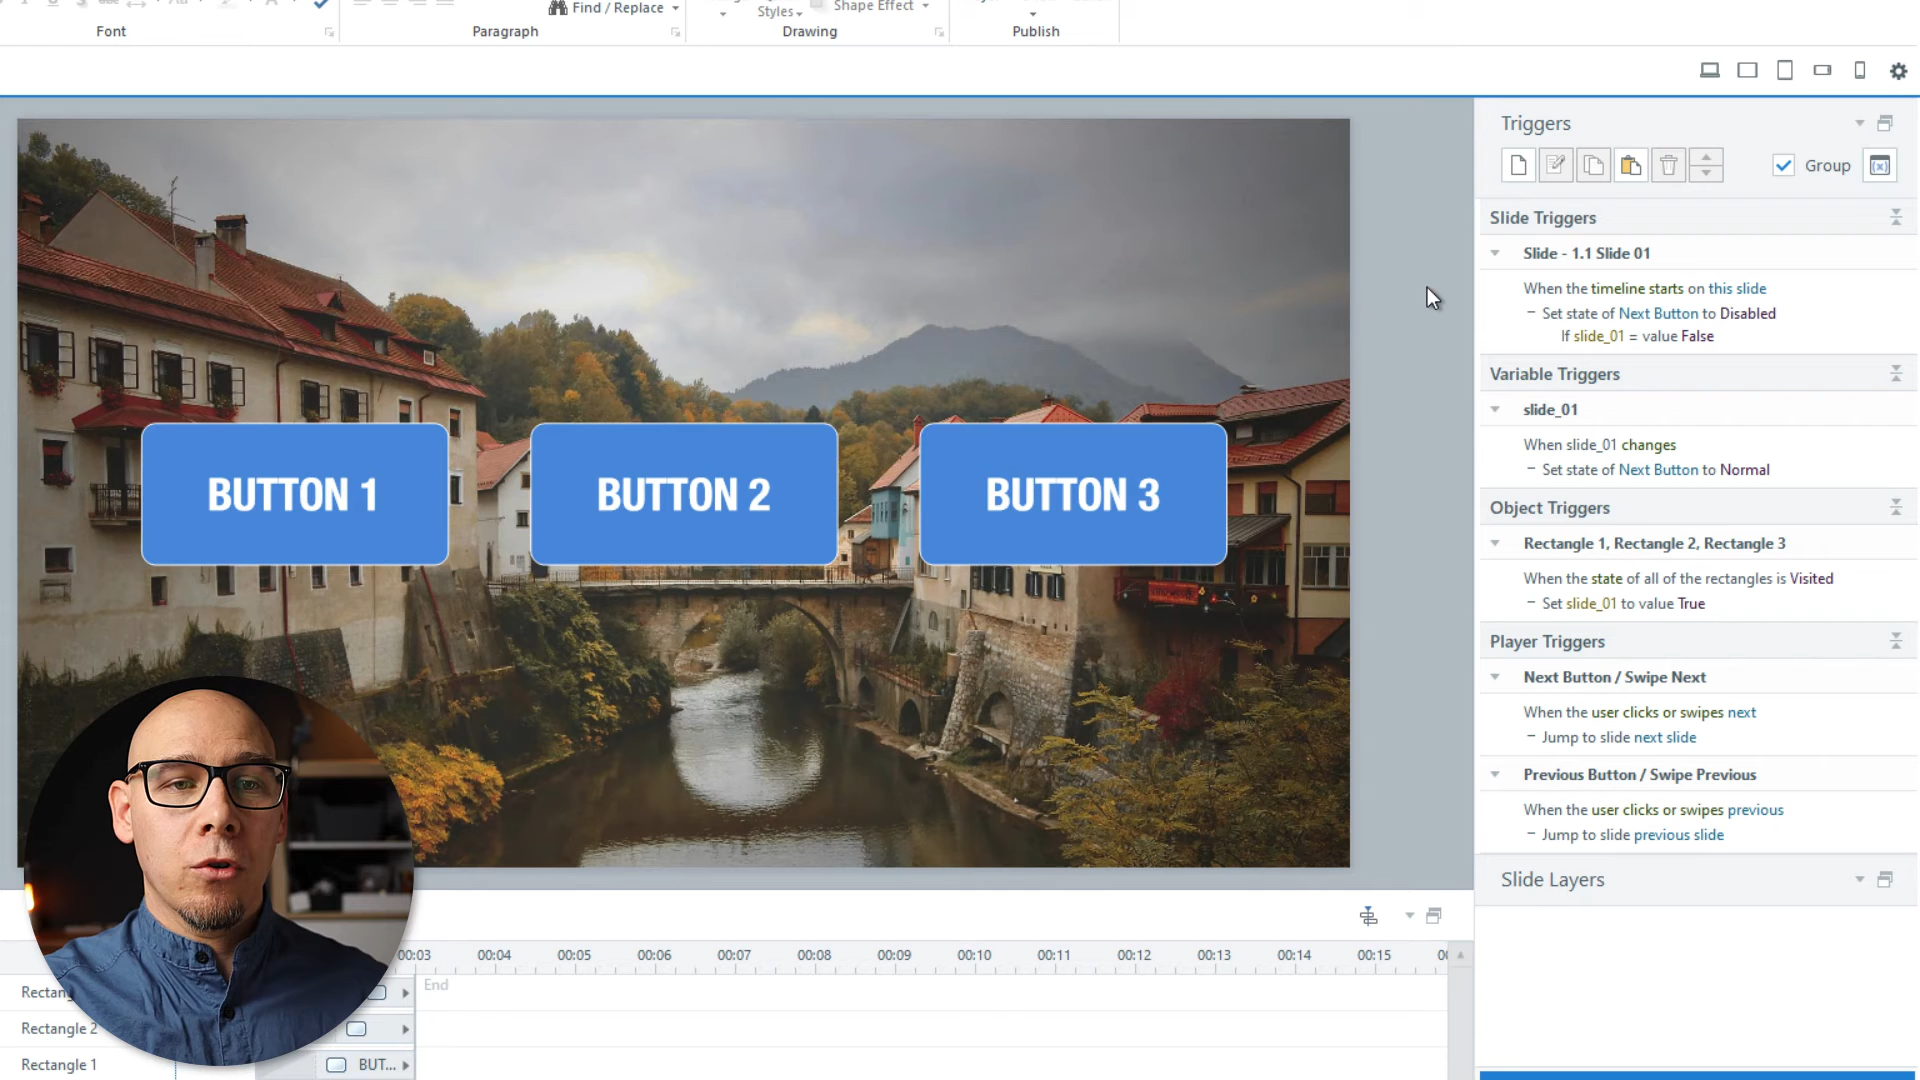 Find / Replace
Styles
Shape Effect
Font
Paragraph
Drawing
Publish
Triggers
Group
Slide Triggers
Slide - 1.1 Slide 01
When the timeline starts on this slide
- Set state of Next Button to Disabled
If slide_01 = value False
Variable Triggers
slide_01
When slide_01 changes
- Set state of Next Button to Normal
Object Triggers
Rectangle 1, Rectangle 2, Rectangle 3
When the state of all of the rectangles is Visited
- Set slide_01 to value True
Player Triggers
Next Button / Swipe Next
When the user clicks or swipes next
- Jump to slide next slide
Previous Button / Swipe Previous
When the user clicks or swipes previous
- Jump to slide previous slide
Slide Layers
BUTTON 1
BUTTON 2
BUTTON 3
00:03 00:04 00:05 00:06 00:07 00:08 00:09 00:10 00:11 00:12 00:13 00:14 00:15
End
Rectang
Rectangle 2
Rectangle 1
BUT...